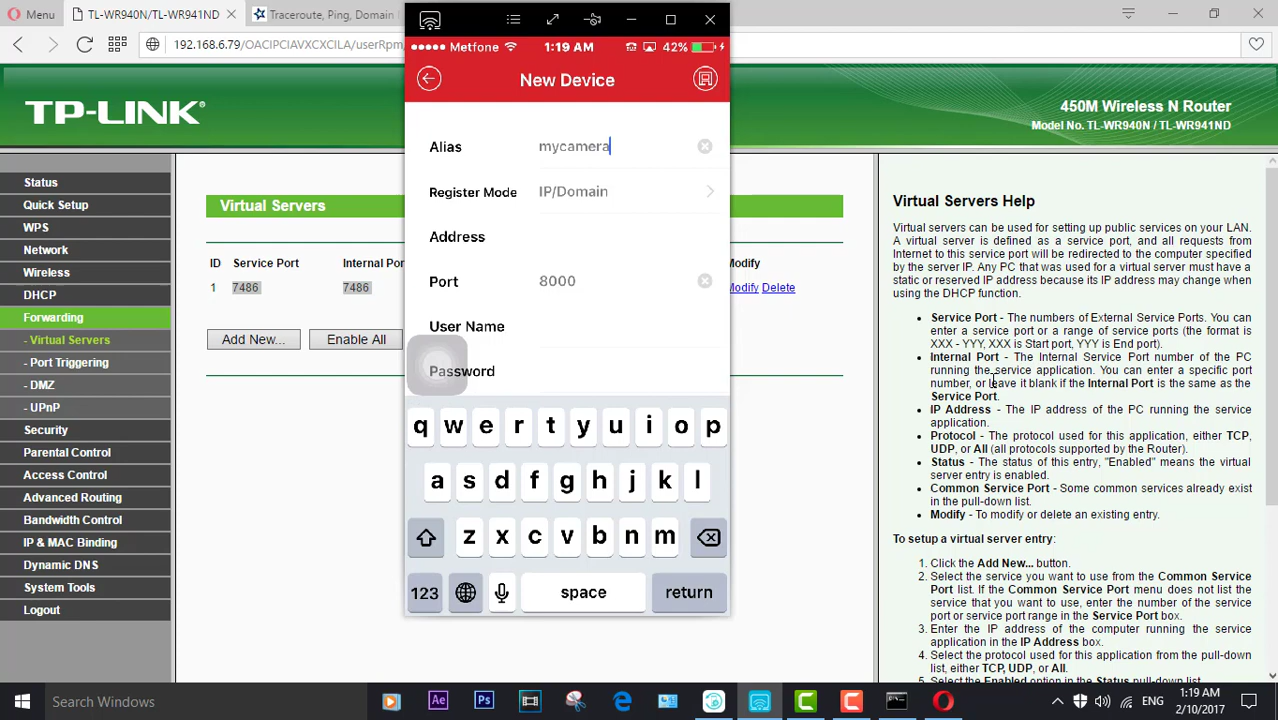 Menu
TL-WR940N/TL-WR941ND
Traceroute, Ping, Domain
192.168.6.79/OACIPCIAVXCXCILA/userRpm/
TP-LINK®
450M Wireless N Router
Model No. TL-WR940N / TL-WR941ND
Status
Quick Setup
WPS
Network
Wireless
DHCP
Forwarding
- Virtual Servers
- Port Triggering
- DMZ
- UPnP
Security
Parental Control
Access Control
Advanced Routing
Bandwidth Control
IP & MAC Binding
Dynamic DNS
System Tools
Logout
Virtual Servers
ID Service Port Internal Por Modify
1 7486 7486 Modify Delete
Add New... Enable All
Metfone 1:19 AM 42%
New Device
Alias mycamera
Register Mode IP/Domain
Address
Port 8000
User Name
Password
q w e r t y u i o p
a s d f g h j k l
z x c v b n m
123 space return
Virtual Servers Help
Virtual servers can be used for setting up public services on your LAN.
A virtual server is defined as a service port, and all requests from
Internet to this service port will be redirected to the computer specified
by the server IP. Any PC that was used for a virtual server must have a
static or reserved IP address because its IP address may change when
using the DHCP function.
Service Port - The numbers of External Service Ports. You can
enter a service port or a range of service ports (the format is
XXX - YYY, XXX is Start port, YYY is End port).
Internal Port - The Internal Service Port number of the PC
running the service application. You can enter a specific port
number, or leave it blank if the Internal Port is the same as the
Service Port.
IP Address - The IP address of the PC running the service
application.
Protocol - The protocol used for this application, either TCP,
UDP, or All (all protocols supported by the Router).
Status - The status of this entry, "Enabled" means the virtual
server entry is enabled.
Common Service Port - Some common services already exist
in the pull-down list.
Modify - To modify or delete an existing entry.
To setup a virtual server entry:
1. Click the Add New... button.
2. Select the service you want to use from the Common Service
Port list. If the Common Service Port menu does not list the
service that you want to use, enter the number of the service
port or service port range in the Service Port box.
3. Enter the IP address of the computer running the service
application in the IP Address box.
4. Select the protocol used for this application from the pull-down
list, either TCP, UDP, or All.
5. Select the Enabled option in the Status pull-down list.
Search Windows
Ae Ps
ENG
1:19 AM
2/10/2017